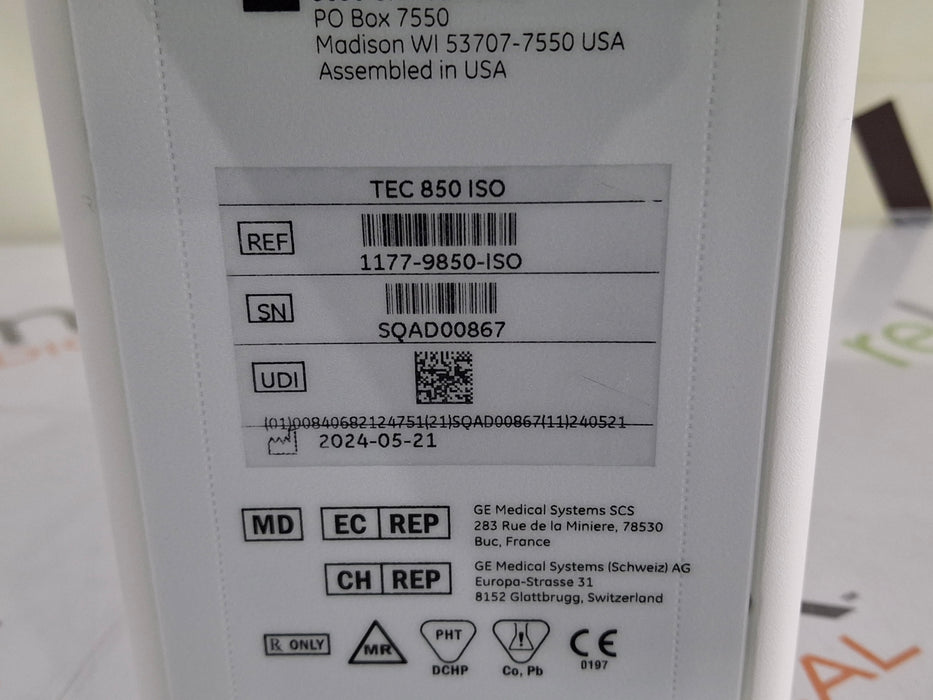 PO Box 7550
Madison WI 53707-7550 USA
Assembled in USA
TEC 850 ISO
REF
1177-9850-ISO
SN
SQAD00867
UDI
(01)00840682124751(21)SQAD00867(11)240521
2024-05-21
MD EC REP
GE Medical Systems SCS
283 Rue de la Miniere, 78530
Buc, France
CH REP
GE Medical Systems (Schweiz) AG
Europa-Strasse 31
8152 Glattbrugg, Switzerland
Rx ONLY
MR
PHT
DCHP
Co, Pb
CE
0197